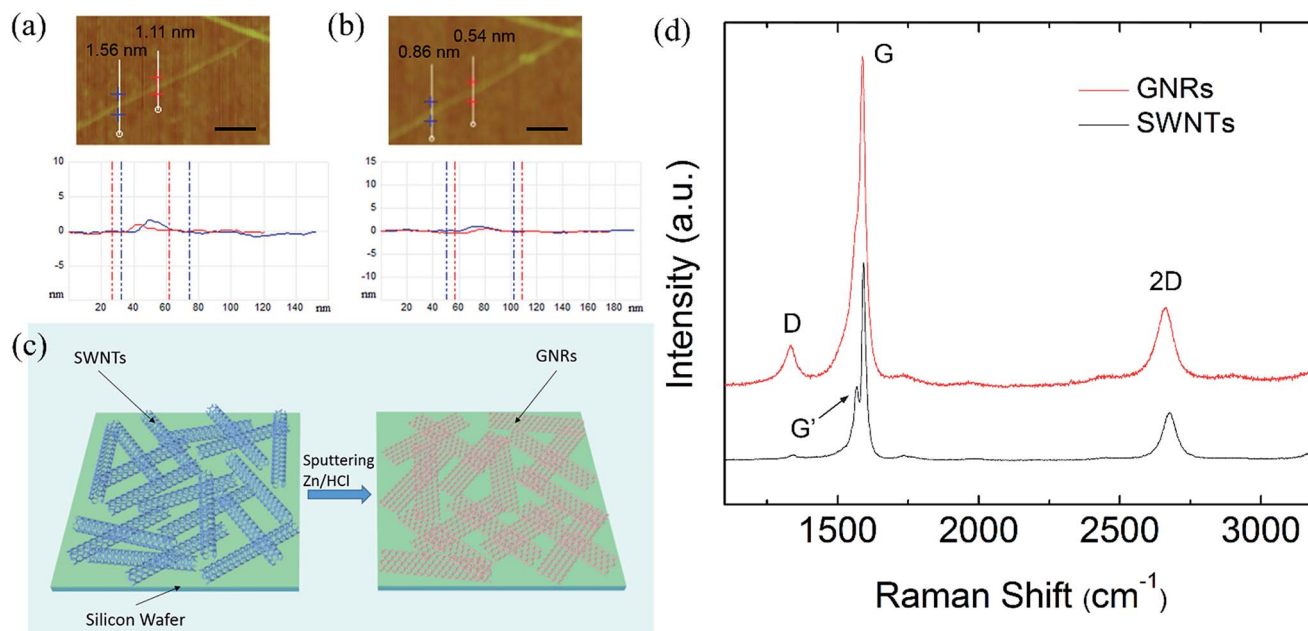 (a)
1.56 nm
1.11 nm
10
5
0
-5
nm
20
40
60
80
100
120
140
nm
(b)
0.86 nm
0.54 nm
15
10
5
0
-5
-10
nm
0
20
40
60
80
100
120
140
160
180
nm
(c)
SWNTs
GNRs
Sputtering
Zn/HCl
Silicon Wafer
(d)
G
GNRs
SWNTs
D
2D
G'
Intensity (a.u.)
1500
2000
2500
3000
Raman Shift (cm⁻¹)